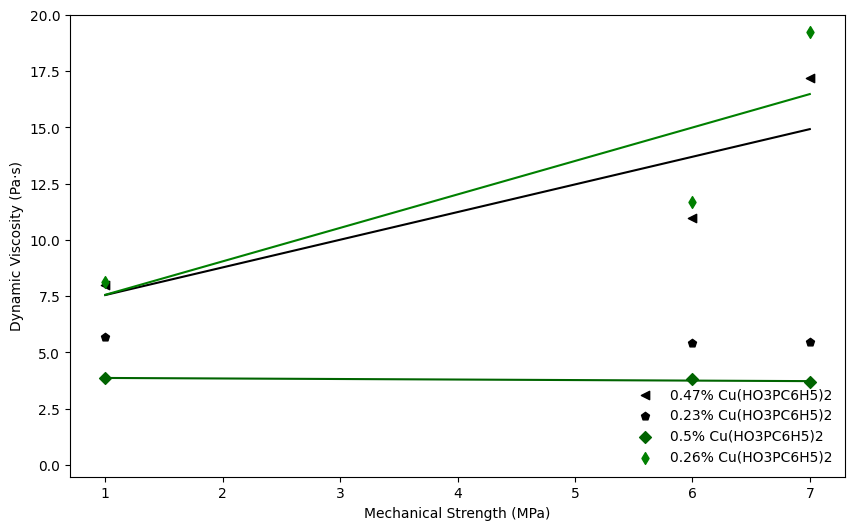 20.0
17.5
15.0
12.5
10.0
7.5
5.0
2.5
0.0
Dynamic Viscosity (Pa·s)
0.47% Cu(HO3PC6H5)2
0.23% Cu(HO3PC6H5)2
0.5% Cu(HO3PC6H5)2
0.26% Cu(HO3PC6H5)2
1 2 3 4 5 6 7
Mechanical Strength (MPa)